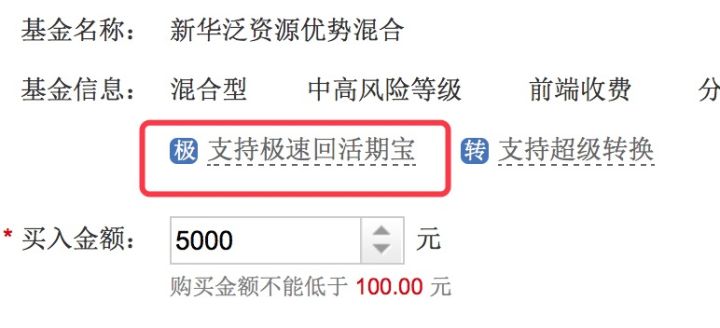 基金名称： 新华泛资源优势混合
基金信息： 混合型 中高风险等级 前端收费 分
极 支持极速回活期宝 转 支持超级转换
* 买入金额： 5000 元
购买金额不能低于 100.00 元